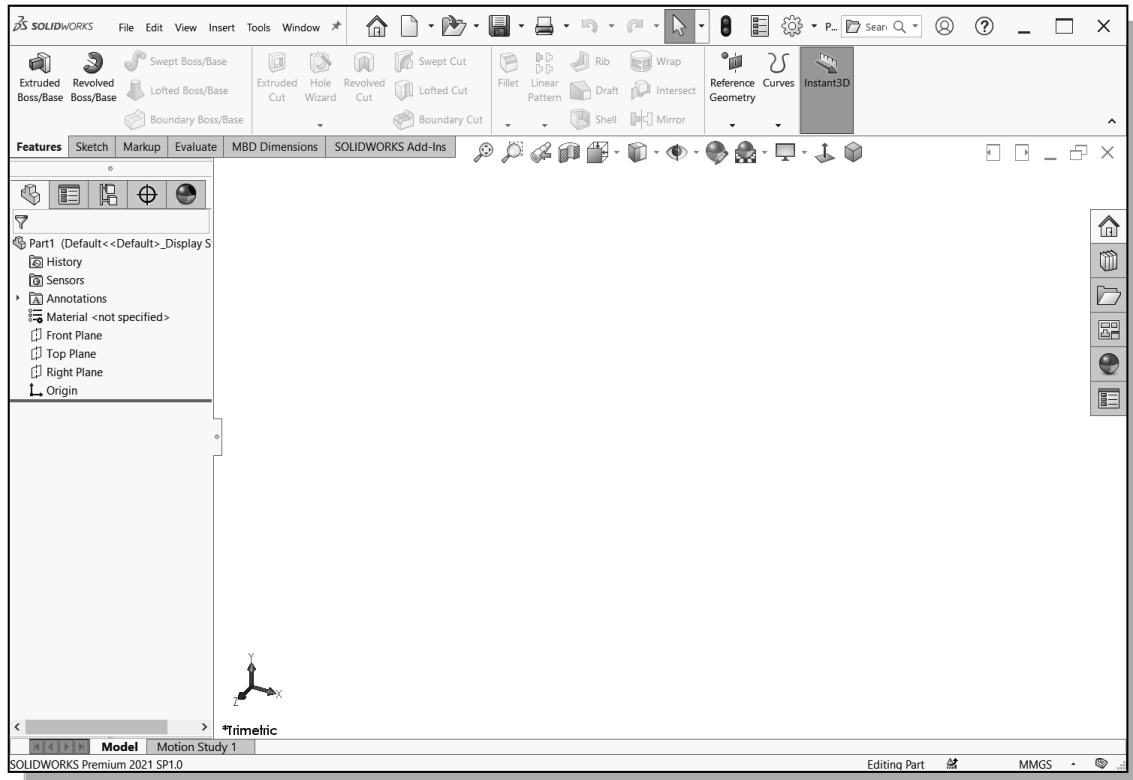 SOLIDWORKS File Edit View Insert Tools Window P... Sear
Extruded Boss/Base
Revolved Boss/Base
Swept Boss/Base
Lofted Boss/Base
Boundary Boss/Base
Extruded Cut
Hole Wizard
Revolved Cut
Swept Cut
Lofted Cut
Boundary Cut
Fillet
Linear Pattern
Rib
Draft
Shell
Wrap
Intersect
Mirror
Reference Geometry
Curves
Instant3D
Features Sketch Markup Evaluate MBD Dimensions SOLIDWORKS Add-Ins
Part1 (Default<<Default>_Display S
History
Sensors
A Annotations
Material <not specified>
Front Plane
Top Plane
Right Plane
Origin
Y
X
Z
*Trimetric
Model Motion Study 1
SOLIDWORKS Premium 2021 SP1.0 Editing Part MMGS